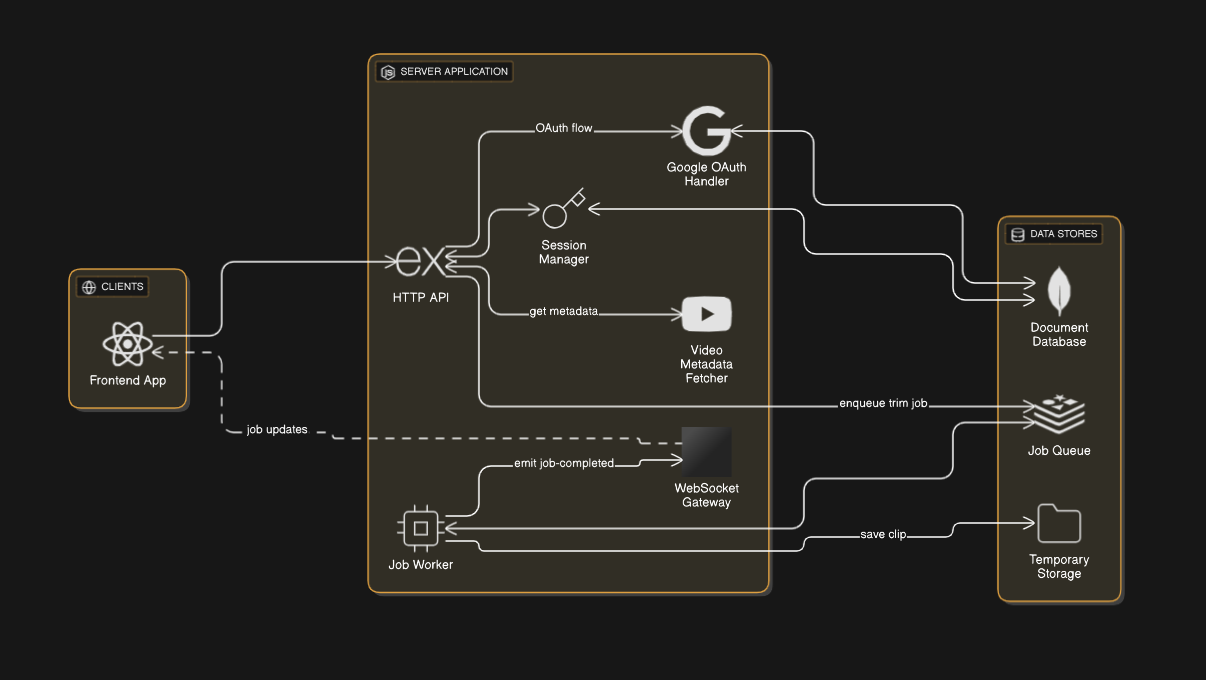 SERVER APPLICATION
OAuth flow
Google OAuth
Handler
Session
Manager
HTTP API
get metadata
Video
Metadata
Fetcher
CLIENTS
Frontend App
job updates
enqueue trim job
emit job-completed
WebSocket
Gateway
Job Worker
save clip
DATA STORES
Document
Database
Job Queue
Temporary
Storage